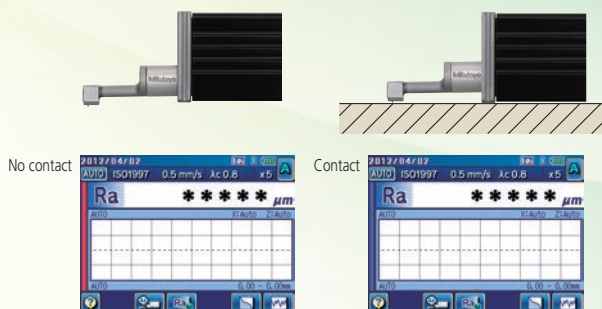 Mitutoyo
Mitutoyo
No contact
2012/04/02
AUTO ISO1997 0.5 mm/s λc 0.8 x5 A
Ra ***** μm
AUTO X:Auto Z:Auto
AUTO 0.00 - 0.00mm
Contact
2012/04/02
AUTO ISO1997 0.5 mm/s λc 0.8 x5 A
Ra ***** μm
AUTO X:Auto Z:Auto
AUTO 0.00 - 0.00mm